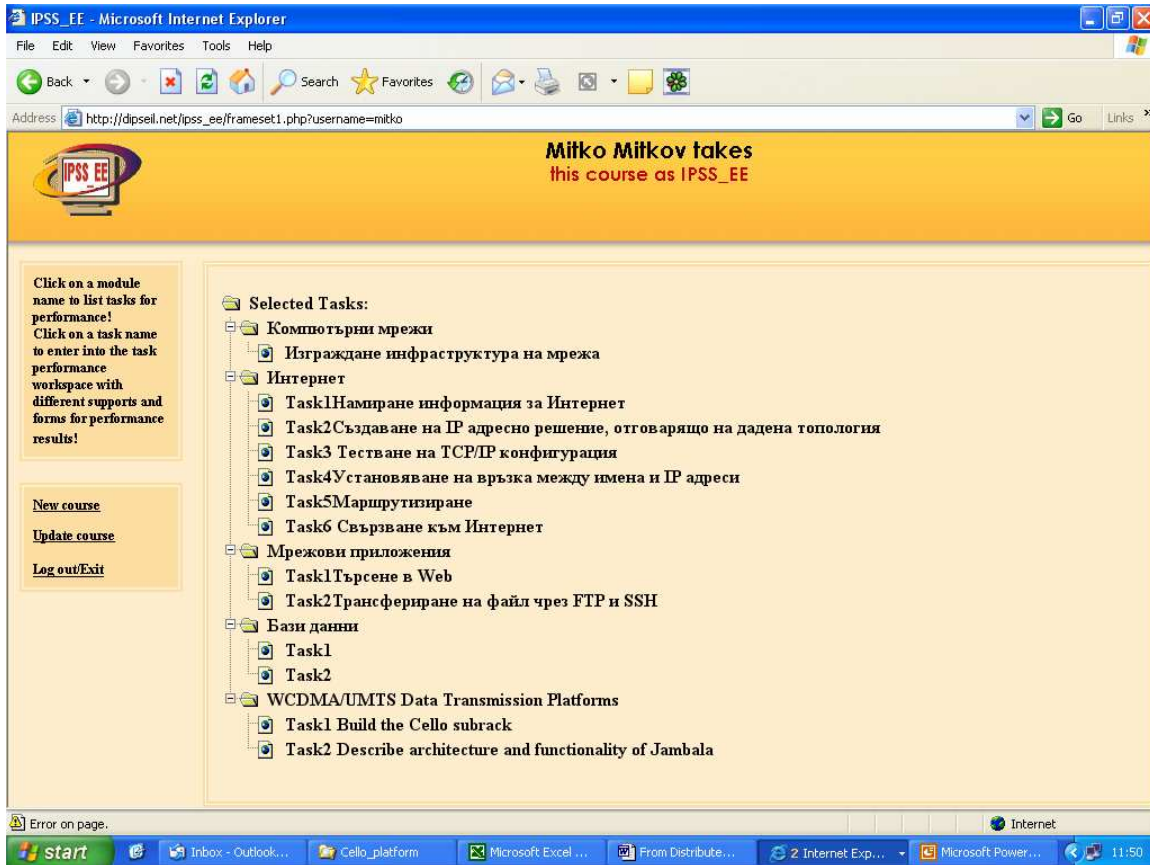 IPSS_EE - Microsoft Internet Explorer
File Edit View Favorites Tools Help
Back Search Favorites
Address http://dipseil.net/ipss_ee/frameset1.php?username=mitko Go Links »
IPSS EE
Mitko Mitkov takes
this course as IPSS_EE
Click on a module
name to list tasks for
performance!
Click on a task name
to enter into the task
performance
workspace with
different supports and
forms for performance
results!
New course
Update course
Log out/Exit
Selected Tasks:
Компютърни мрежи
Изграждане инфраструктура на мрежа
Интернет
Task1Намиране информация за Интернет
Task2Създаване на IP адресно решение, отговарящо на дадена топология
Task3 Тестване на TCP/IP конфигурация
Task4Установяване на връзка между имена и IP адреси
Task5Маршрутизиране
Task6 Свързване към Интернет
Мрежови приложения
Task1Търсене в Web
Task2Трансфериране на файл чрез FTP и SSH
Бази данни
Task1
Task2
WCDMA/UMTS Data Transmission Platforms
Task1 Build the Cello subrack
Task2 Describe architecture and functionality of Jambala
Error on page. Internet
start Inbox - Outlook... Cello_platform Microsoft Excel ... From Distribute... 2 Internet Exp... Microsoft Power... 11:50